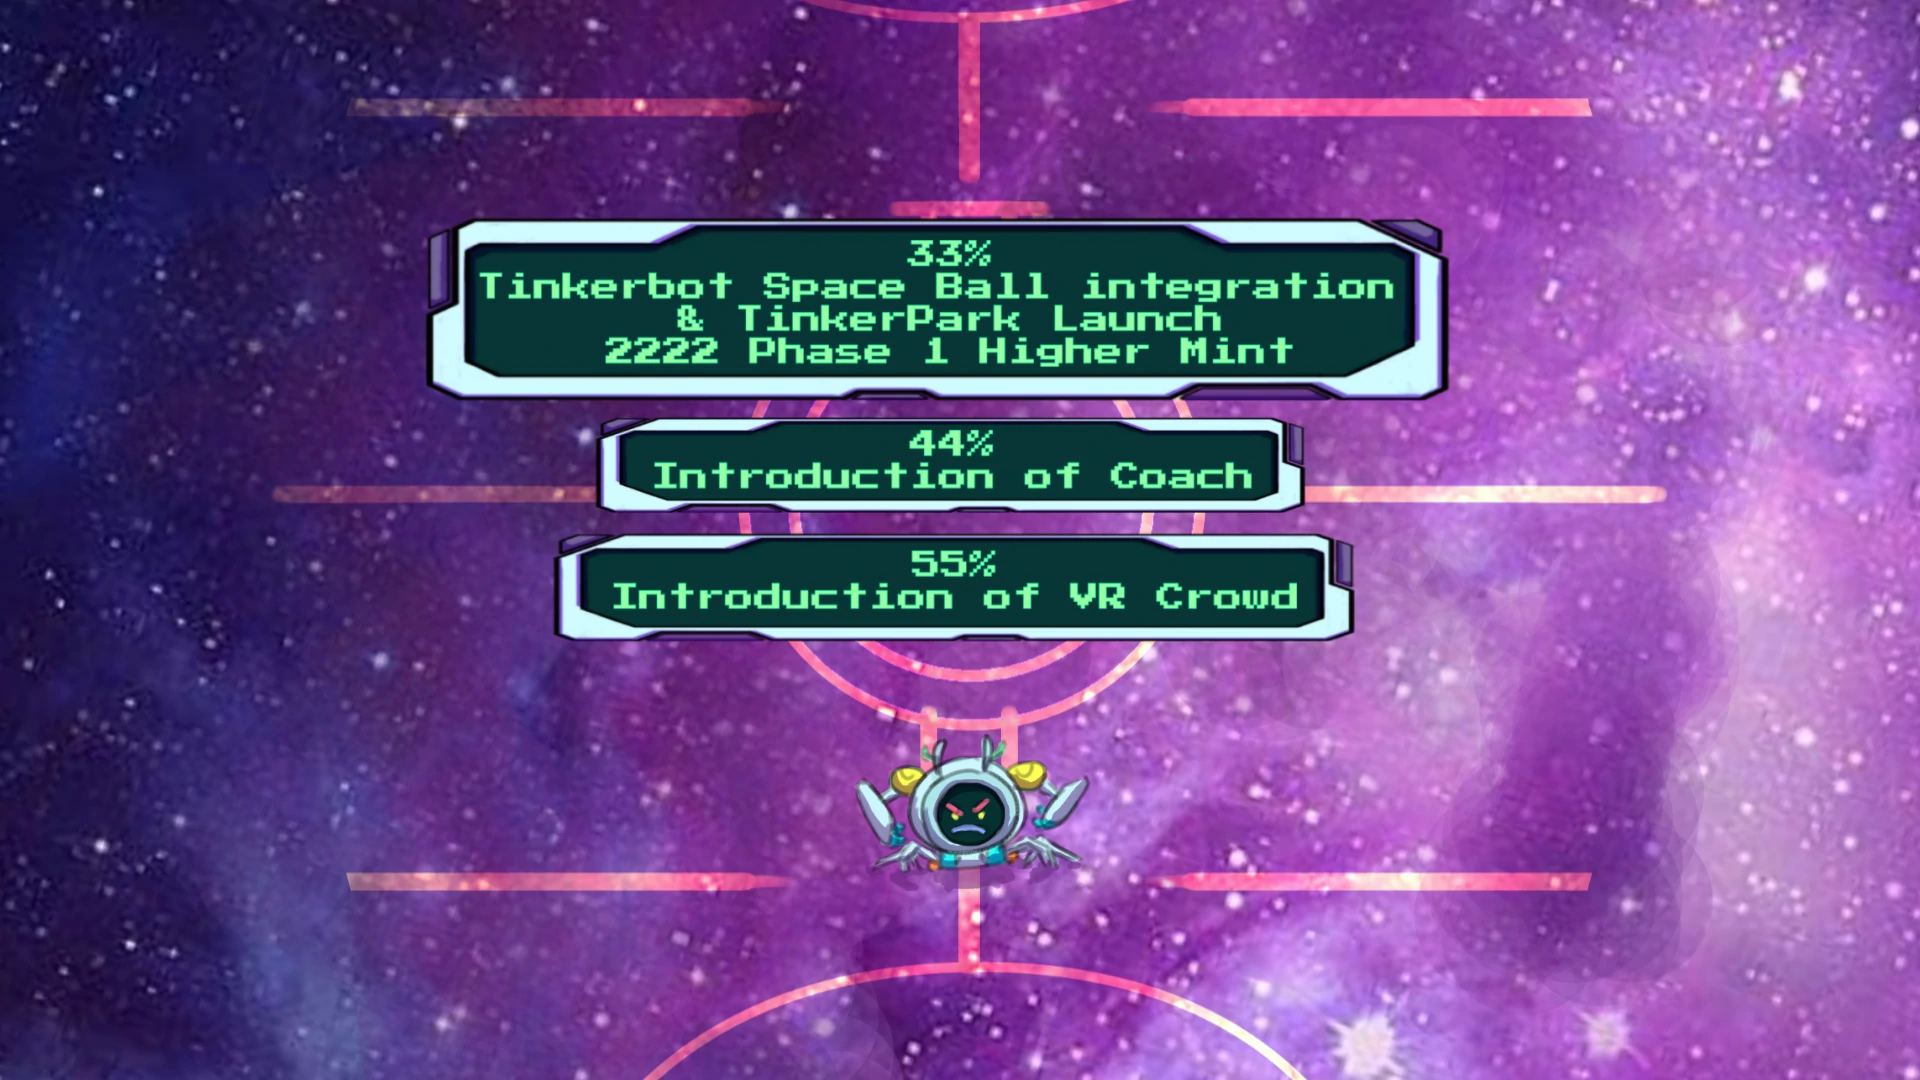 33%
Tinkerbot Space Ball integration
& TinkerPark Launch
2222 Phase 1 Higher Mint
44%
Introduction of Coach
55%
Introduction of VR Crowd